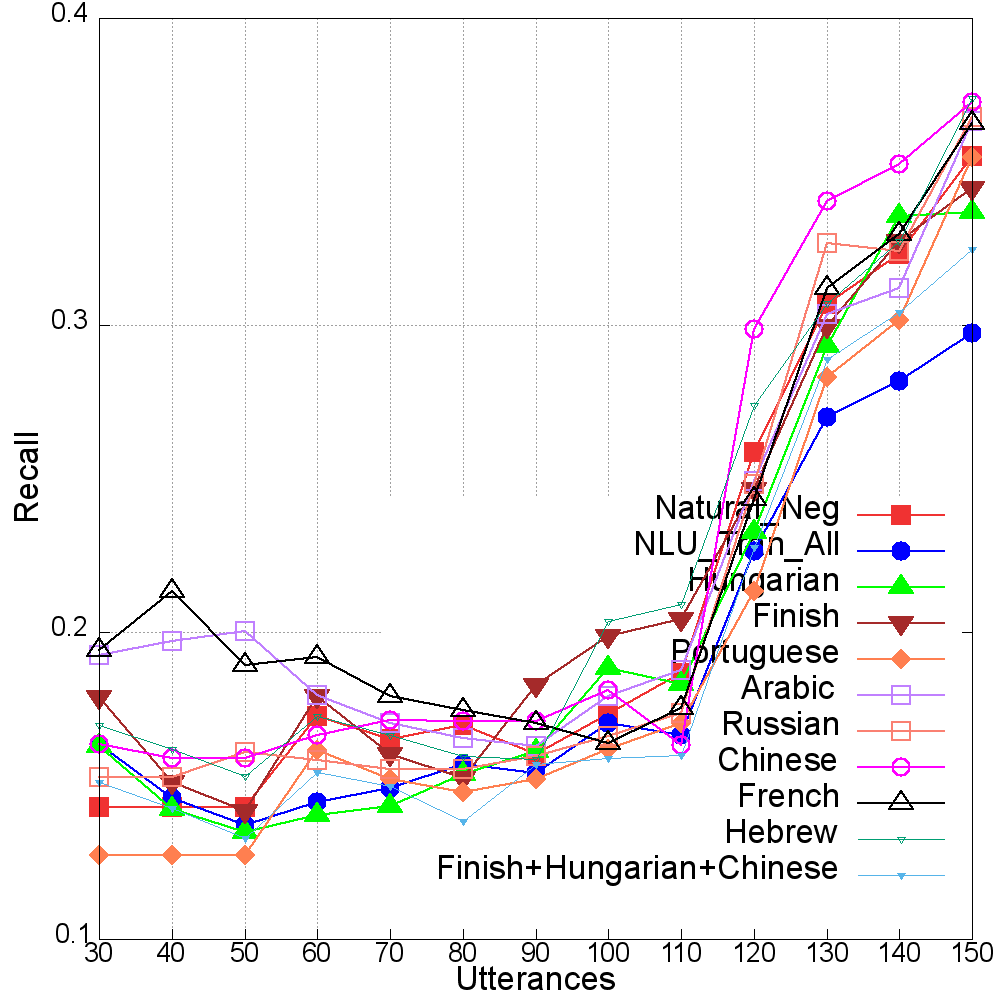 0.4
0.3
0.2
0.1
Recall
30 40 50 60 70 80 90 100 110 120 130 140 150
Utterances
Natural_Neg
NLU_Train_All
Hungarian
Finish
Portuguese
Arabic
Russian
Chinese
French
Hebrew
Finish+Hungarian+Chinese